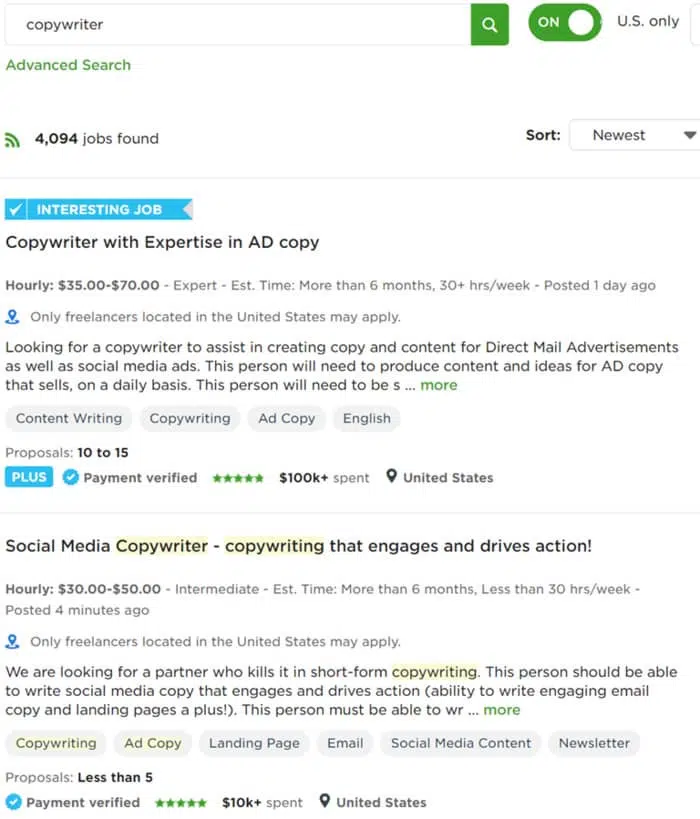 copywriter
ON
U.S. only
Advanced Search
4,094 jobs found
Sort:
Newest
INTERESTING JOB
Copywriter with Expertise in AD copy
Hourly: $35.00-$70.00 - Expert - Est. Time: More than 6 months, 30+ hrs/week - Posted 1 day ago
Only freelancers located in the United States may apply.
Looking for a copywriter to assist in creating copy and content for Direct Mail Advertisements
as well as social media ads. This person will need to produce content and ideas for AD copy
that sells, on a daily basis. This person will need to be s ... more
Content Writing Copywriting Ad Copy English
Proposals: 10 to 15
PLUS Payment verified $100k+ spent United States
Social Media Copywriter - copywriting that engages and drives action!
Hourly: $30.00-$50.00 - Intermediate - Est. Time: More than 6 months, Less than 30 hrs/week -
Posted 4 minutes ago
Only freelancers located in the United States may apply.
We are looking for a partner who kills it in short-form copywriting. This person should be able
to write social media copy that engages and drives action (ability to write engaging email
copy and landing pages a plus!). This person must be able to wr ... more
Copywriting Ad Copy Landing Page Email Social Media Content Newsletter
Proposals: Less than 5
Payment verified $10k+ spent United States